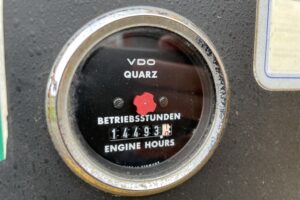 VDO
QUARZ
BETRIEBSSTUNDEN
14493
ENGINE HOURS